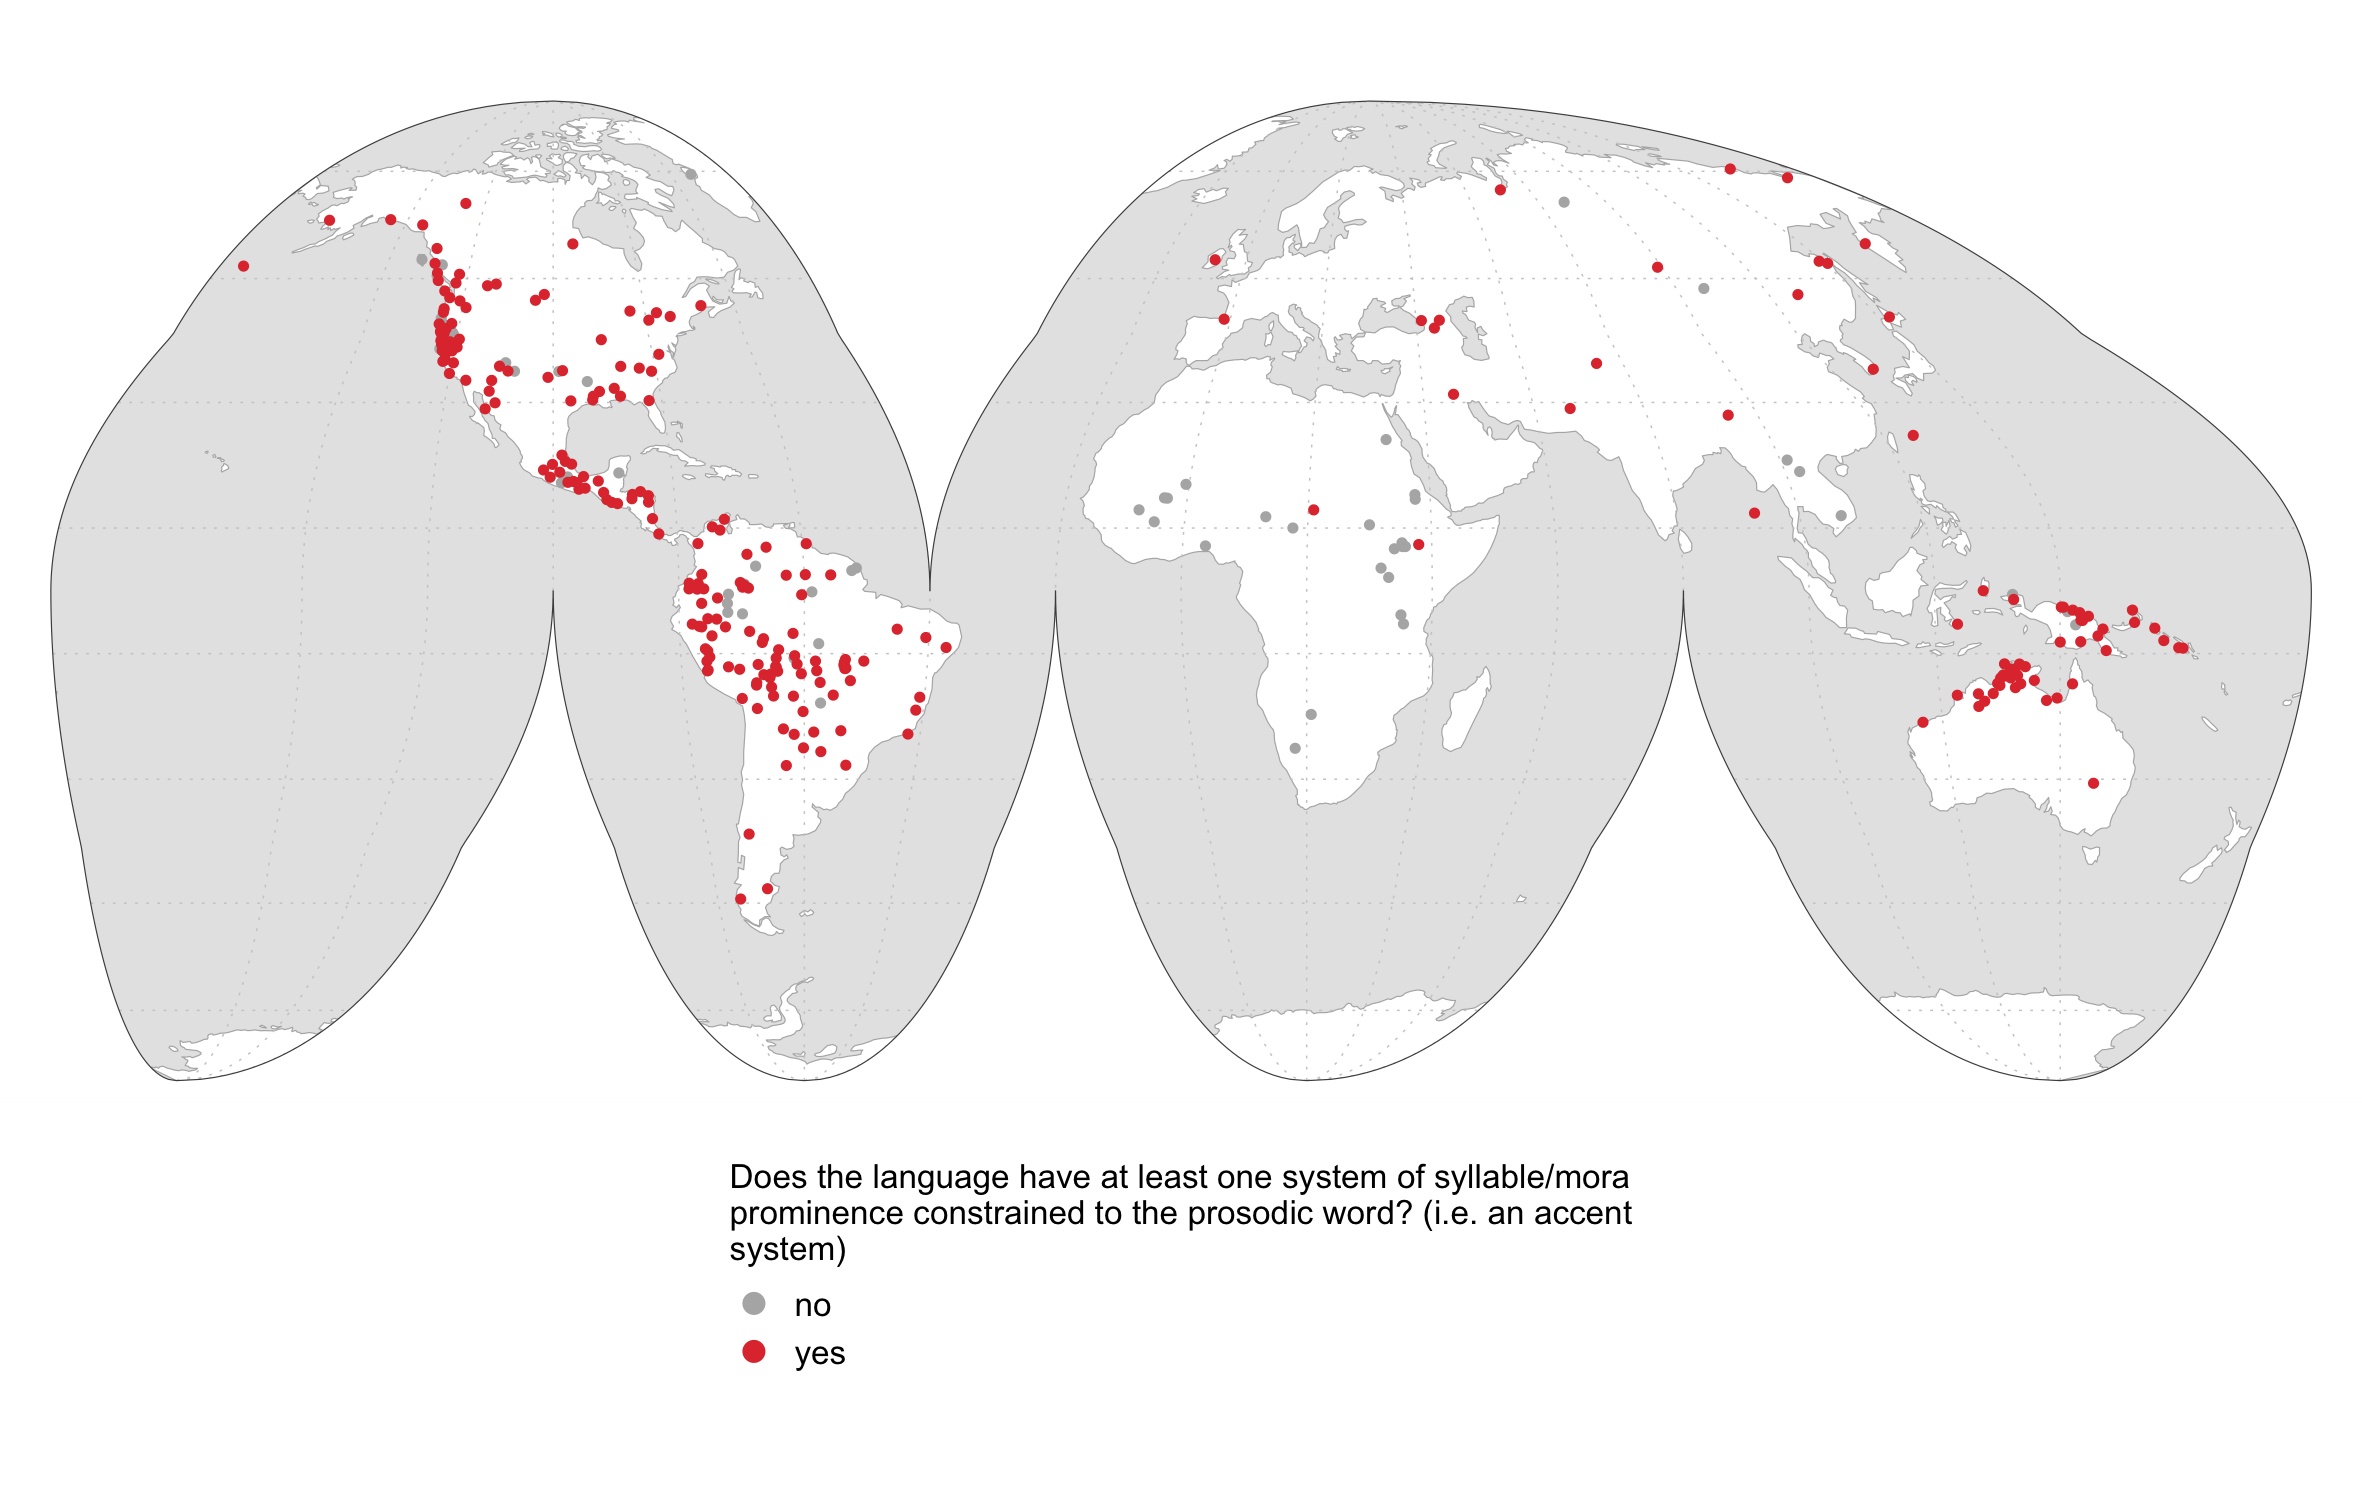 Does the language have at least one system of syllable/mora
prominence constrained to the prosodic word? (i.e. an accent
system)
no
yes